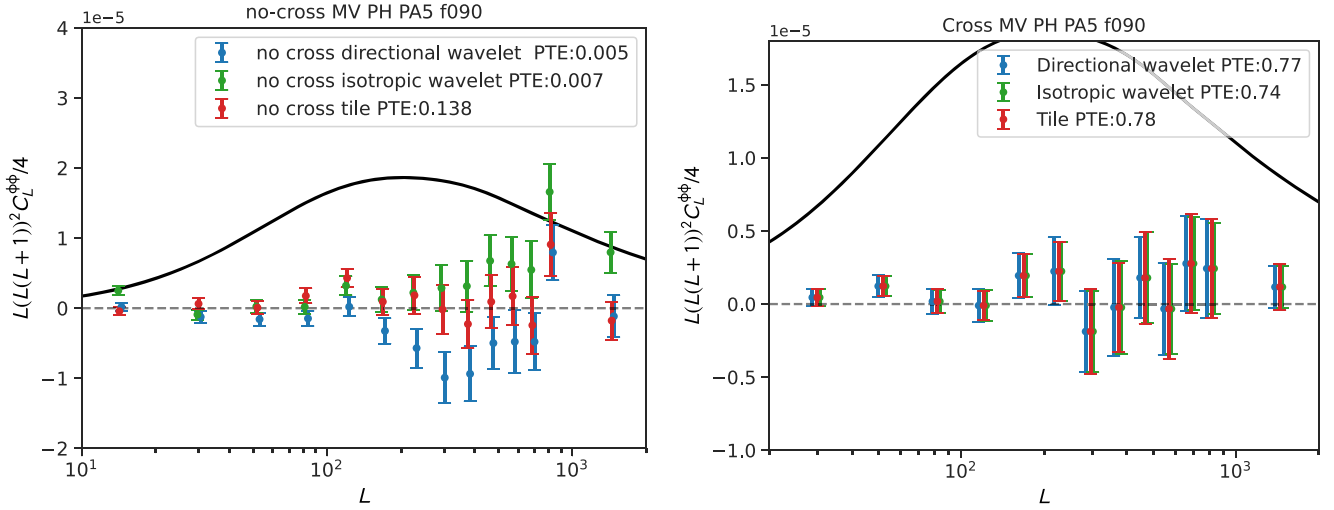 no-cross MV PH PA5 f090
1e−5
no cross directional wavelet PTE:0.005
no cross isotropic wavelet PTE:0.007
no cross tile PTE:0.138
4
3
2
1
0
−1
−2
L(L(L + 1))²C_L^ϕϕ/4
10¹
10²
10³
L
Cross MV PH PA5 f090
1e−5
Directional wavelet PTE:0.77
Isotropic wavelet PTE:0.74
Tile PTE:0.78
1.5
1.0
0.5
0.0
−0.5
−1.0
L(L(L + 1))²C_L^ϕϕ/4
10²
10³
L